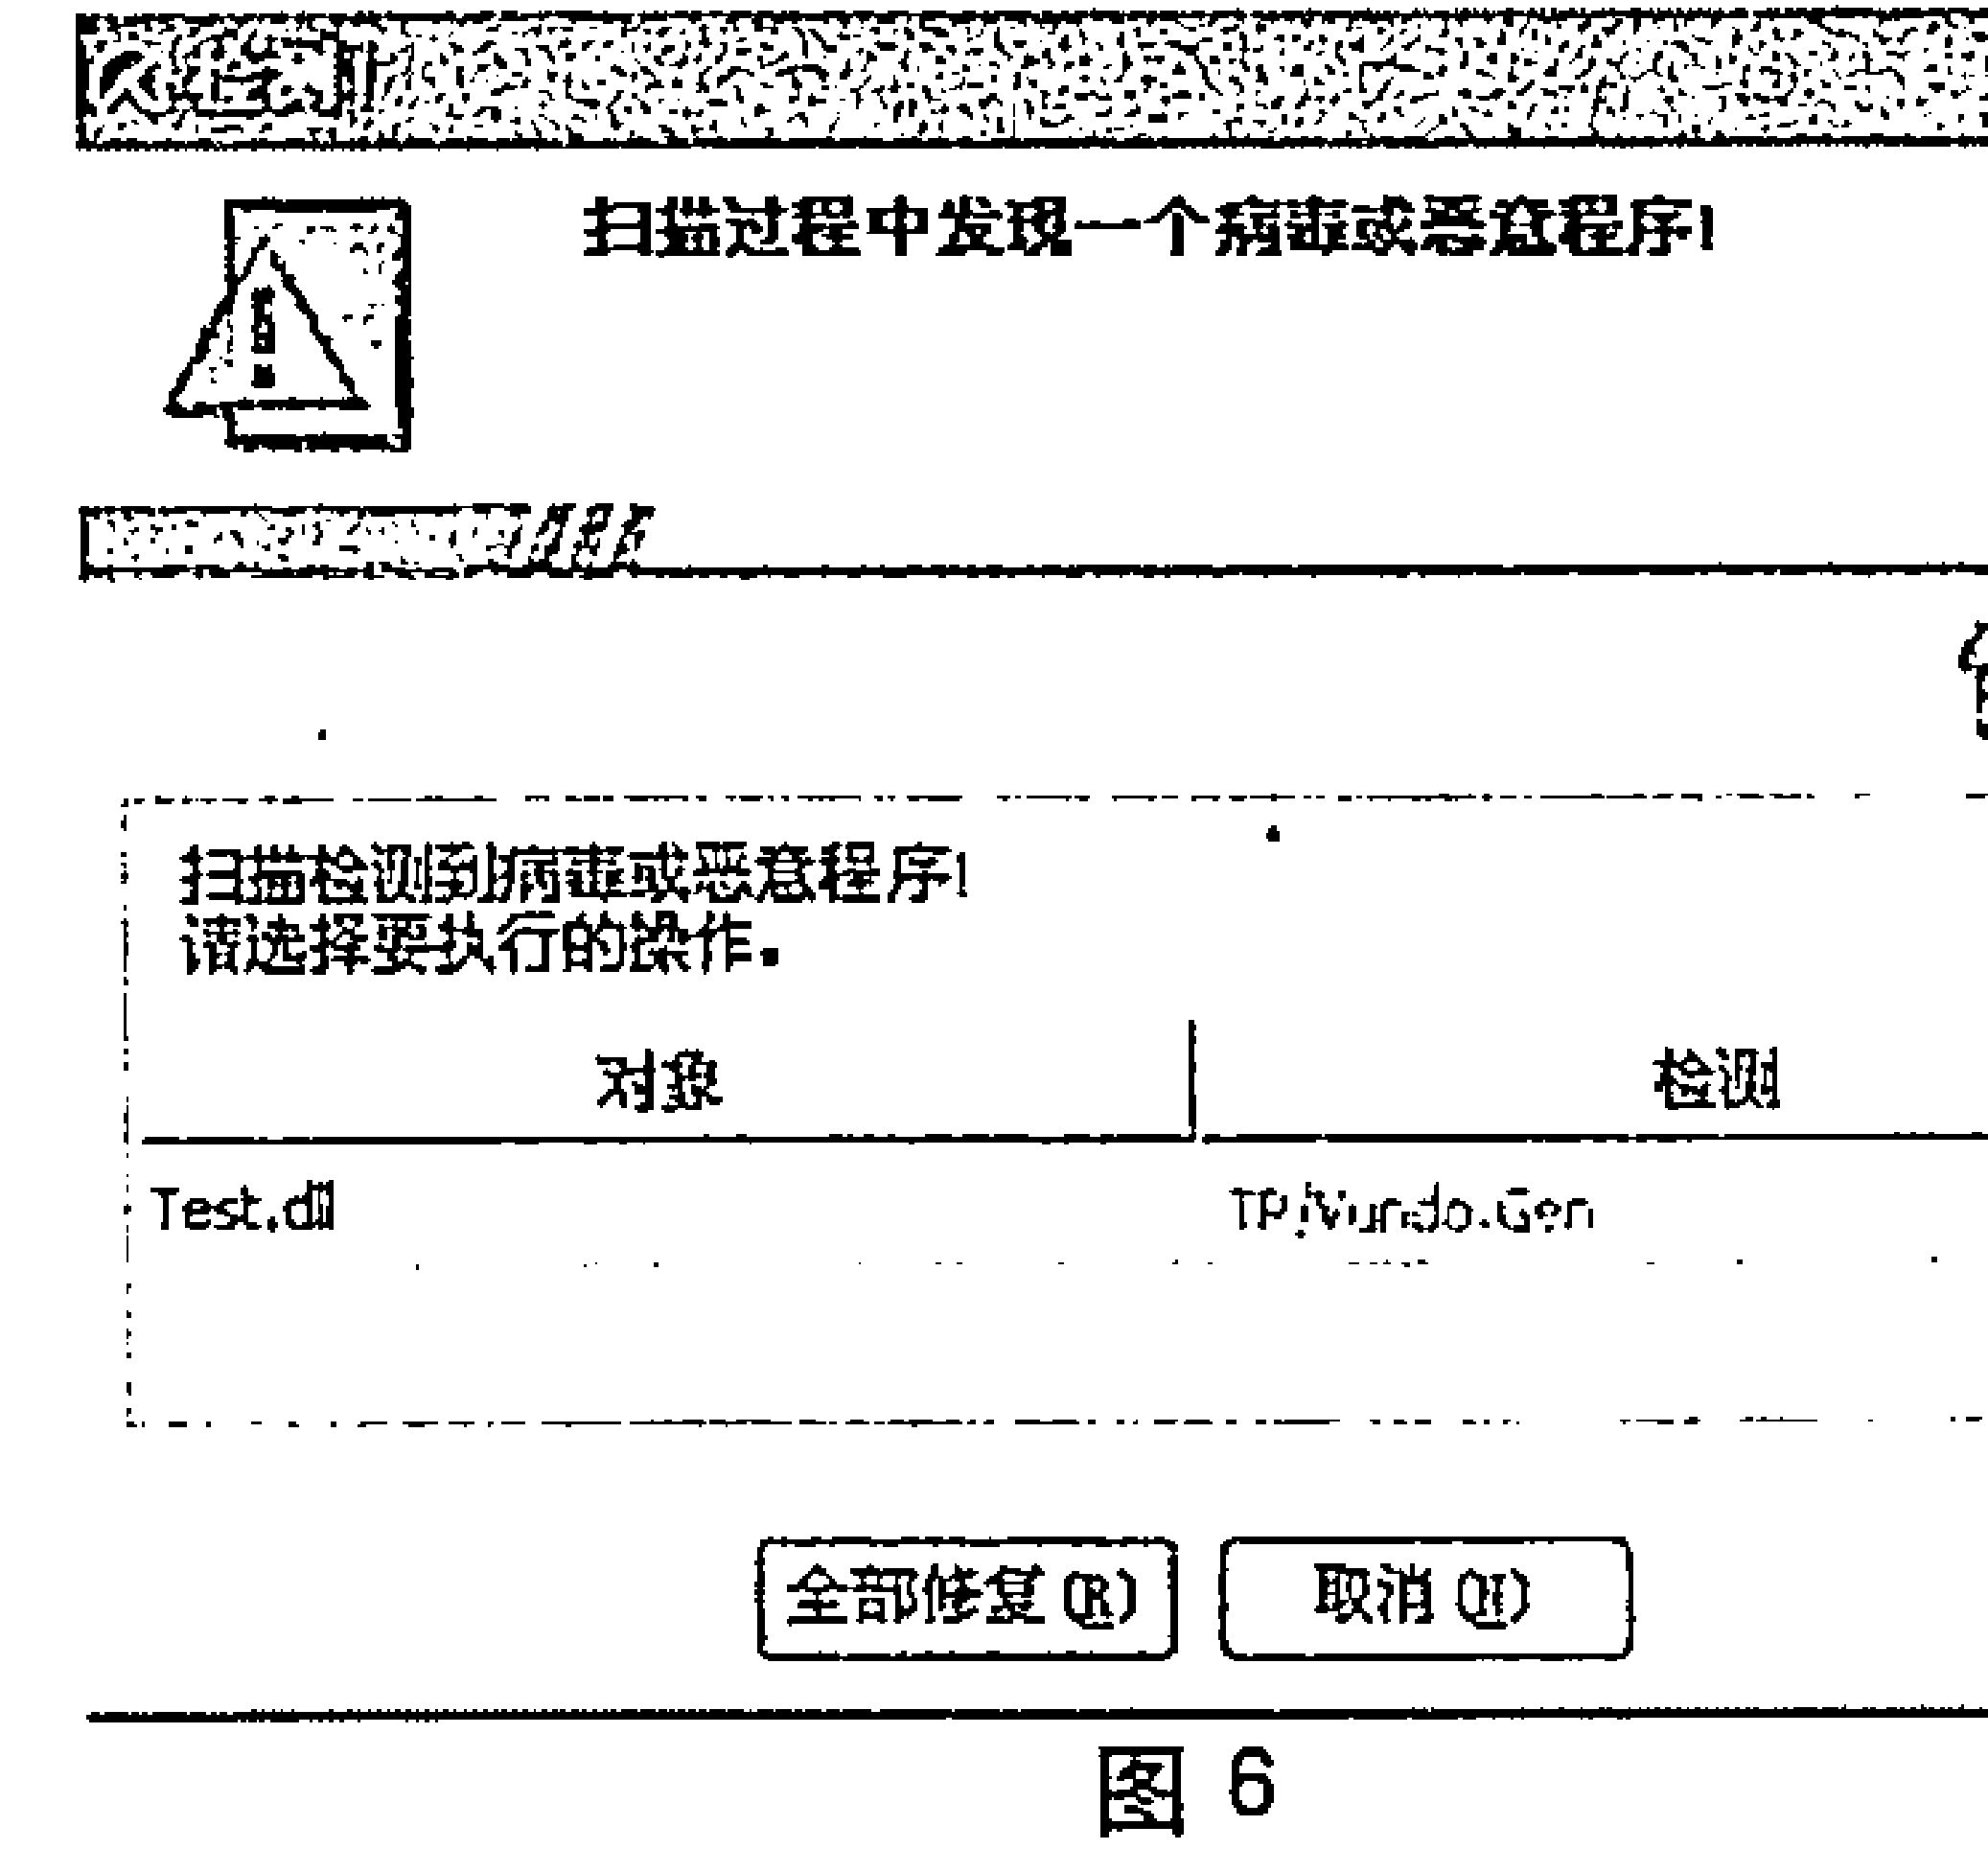 扫描过程中发现一个病毒或恶意程序!
扫描检测到病毒或恶意程序!
请选择要执行的操作。
对象
检测
Test.dll
TR/Vundo.Gen
全部修复(R)
取消(N)
图 6